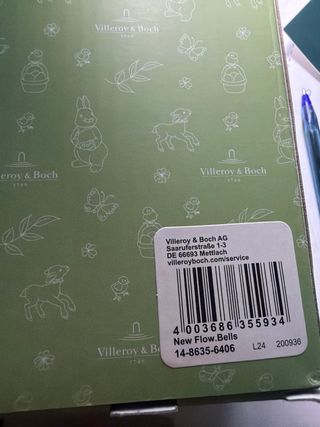 Villeroy & Boch
1748
Villeroy & Boch
1748
Villeroy & Boch
1748
Villeroy & Boch
Villeroy & Boch AG
Saaruferstraße 1-3
DE 66693 Mettlach
villeroyboch.com/service
4 003686 355934
New Flow.Bells
14-8635-6406 L24 200936